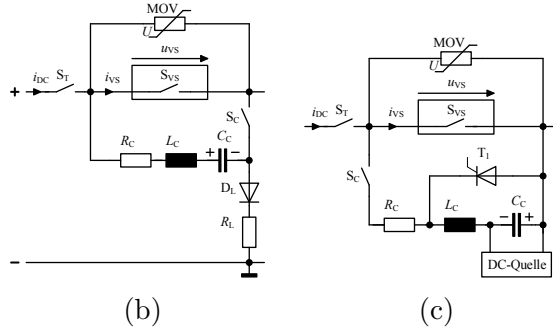 MOV
U
u_VS
+
i_DC
S_T
i_VS
S_VS
S_C
R_C
L_C
+
C_C
−
D_L
R_L
−
(b)
MOV
U
u_VS
i_DC
S_T
i_VS
S_VS
S_C
T_1
R_C
L_C
−
C_C
+
DC-Quelle
(c)